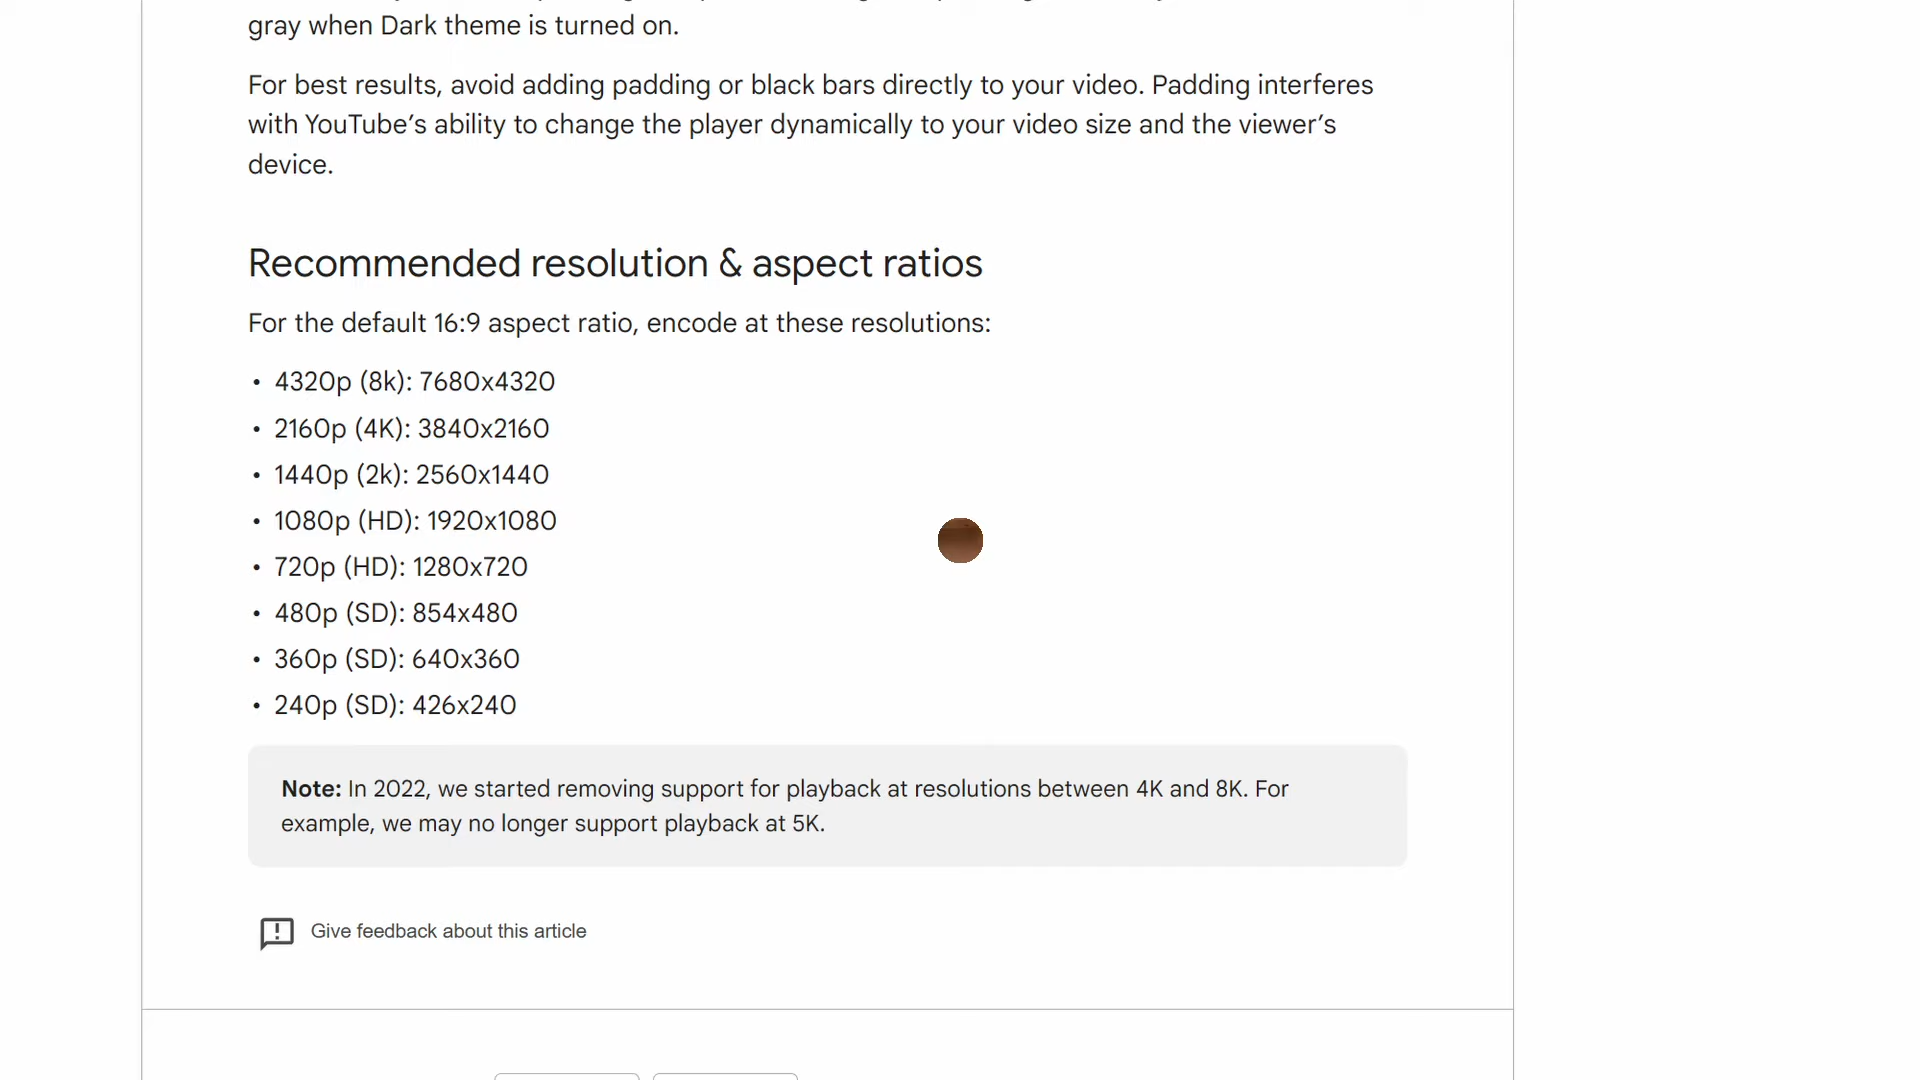 gray when Dark theme is turned on.
For best results, avoid adding padding or black bars directly to your video. Padding interferes
with YouTube’s ability to change the player dynamically to your video size and the viewer’s
device.
Recommended resolution & aspect ratios
For the default 16:9 aspect ratio, encode at these resolutions:
• 4320p (8k): 7680x4320
• 2160p (4K): 3840x2160
• 1440p (2k): 2560x1440
• 1080p (HD): 1920x1080
• 720p (HD): 1280x720
• 480p (SD): 854x480
• 360p (SD): 640x360
• 240p (SD): 426x240
Note: In 2022, we started removing support for playback at resolutions between 4K and 8K. For
example, we may no longer support playback at 5K.
Give feedback about this article